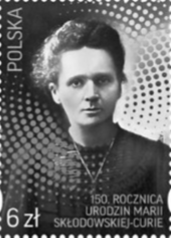 POLSKA
150. ROCZNICA
URODZIN MARII
SKŁODOWSKIEJ-CURIE
6 zł